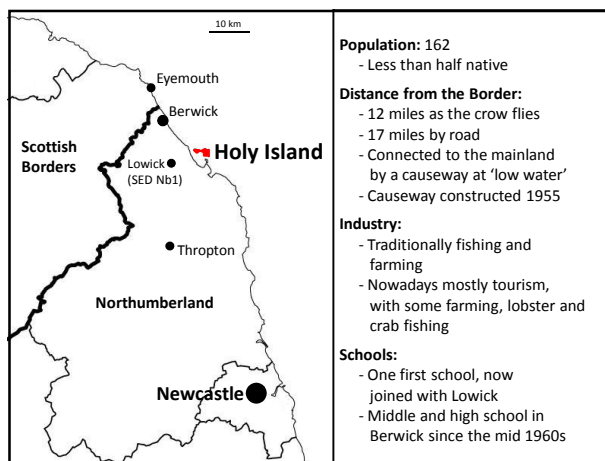 10 km
Eyemouth
Berwick
Scottish
Borders
Holy Island
Lowick
(SED Nb1)
Thropton
Northumberland
Newcastle
Population: 162
- Less than half native
Distance from the Border:
- 12 miles as the crow flies
- 17 miles by road
- Connected to the mainland
by a causeway at ‘low water’
- Causeway constructed 1955
Industry:
- Traditionally fishing and
farming
- Nowadays mostly tourism,
with some farming, lobster and
crab fishing
Schools:
- One first school, now
joined with Lowick
- Middle and high school in
Berwick since the mid 1960s